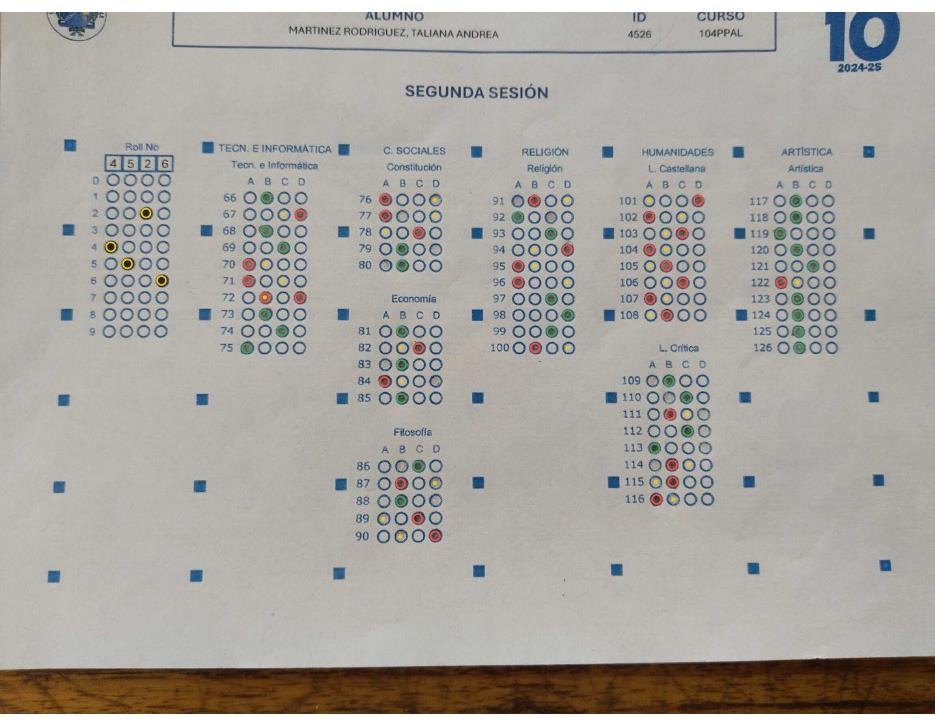 ALUMNO ID CURSO
MARTINEZ RODRIGUEZ, TALIANA ANDREA 4526 104PPAL
10
2024-2S
SEGUNDA SESIÓN
Roll No
4 5 2 6
0
1
2
3
4
5
6
7
8
9
TECN. E INFORMÁTICA
Tecn. e Informática
A B C D
66
67
68
69
70
71
72
73
74
75
C. SOCIALES
Constitución
A B C D
76
77
78
79
80
Economía
A B C D
81
82
83
84
85
Filosofía
A B C D
86
87
88
89
90
RELIGIÓN
Religión
A B C D
91
92
93
94
95
96
97
98
99
100
HUMANIDADES
L. Castellana
A B C D
101
102
103
104
105
106
107
108
L. Crítica
A B C D
109
110
111
112
113
114
115
116
ARTÍSTICA
Artística
A B C D
117
118
119
120
121
122
123
124
125
126